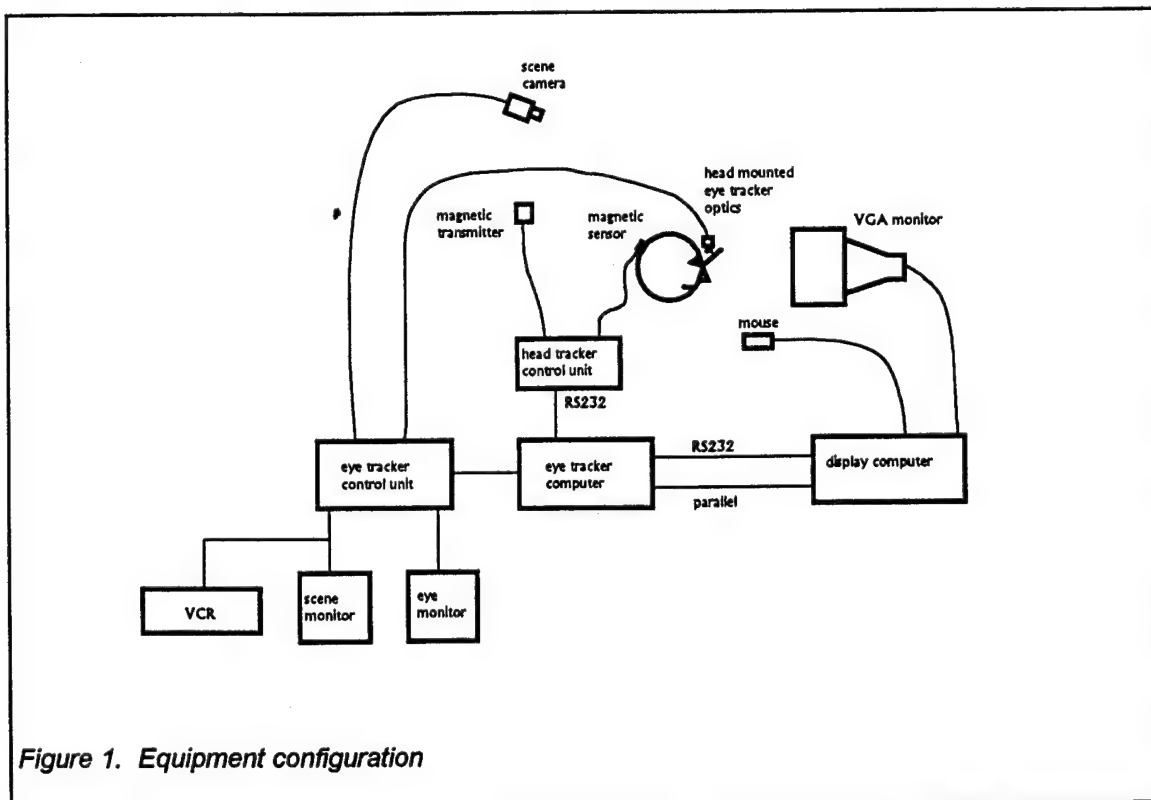 scene
camera
head mounted
eye tracker
optics
magnetic
transmitter
magnetic
sensor
VGA monitor
mouse
head tracker
control unit
RS232
eye tracker
control unit
eye tracker
computer
RS232
parallel
display computer
VCR
scene
monitor
eye
monitor
Figure 1. Equipment configuration